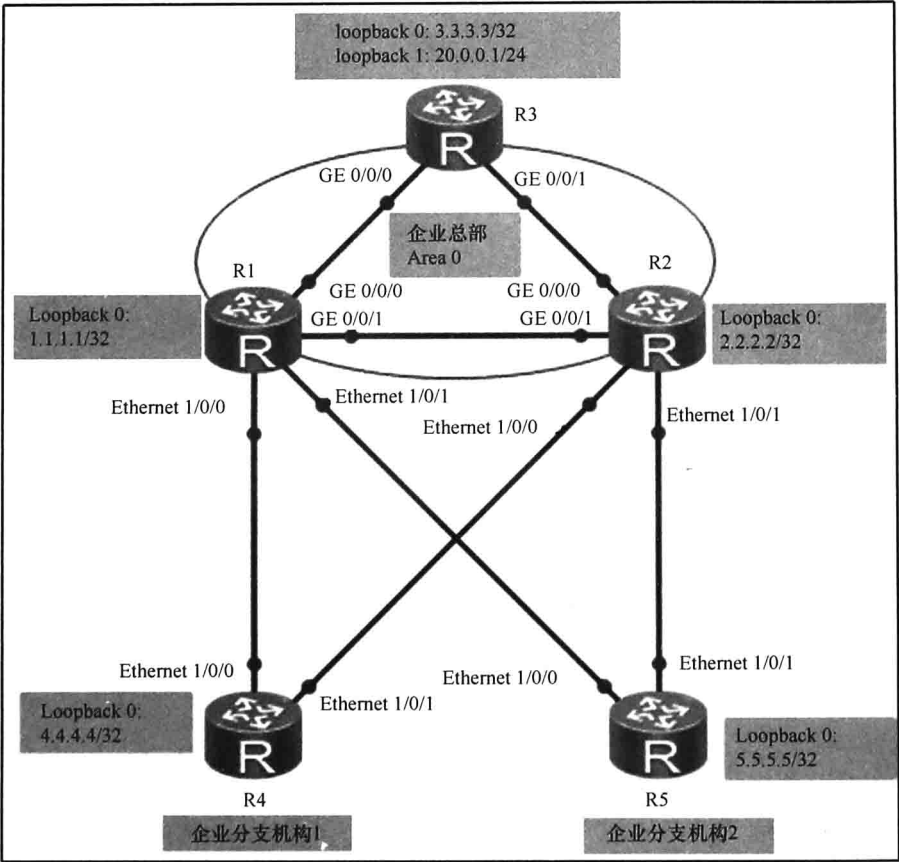 loopback 0: 3.3.3.3/32
loopback 1: 20.0.0.1/24
R3
R
GE 0/0/0
GE 0/0/1
企业总部
Area 0
R1
R2
GE 0/0/0
GE 0/0/0
Loopback 0:
1.1.1.1/32
R
GE 0/0/1
GE 0/0/1
R
Loopback 0:
2.2.2.2/32
Ethernet 1/0/0
Ethernet 1/0/1
Ethernet 1/0/0
Ethernet 1/0/1
Ethernet 1/0/0
Ethernet 1/0/1
Ethernet 1/0/0
Ethernet 1/0/1
Loopback 0:
4.4.4.4/32
R
R
Loopback 0:
5.5.5.5/32
R4
R5
企业分支机构1
企业分支机构2